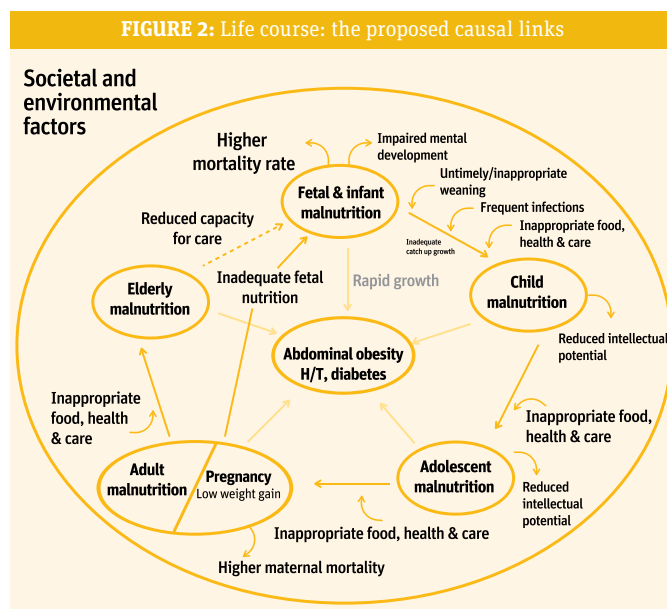 FIGURE 2: Life course: the proposed causal links
Societal and
environmental
factors
Higher
mortality rate
Impaired mental
development
Fetal & infant
malnutrition
Untimely/inappropriate
weaning
Frequent infections
Inappropriate food,
health & care
Inadequate
catch up growth
Reduced capacity
for care
Inadequate fetal
nutrition
Rapid growth
Elderly
malnutrition
Child
malnutrition
Reduced intellectual
potential
Abdominal obesity
H/T, diabetes
Inappropriate
food, health
& care
Inappropriate food,
health & care
Adult
malnutrition
Pregnancy
Low weight gain
Adolescent
malnutrition
Reduced
intellectual
potential
Inappropriate food, health & care
Higher maternal mortality